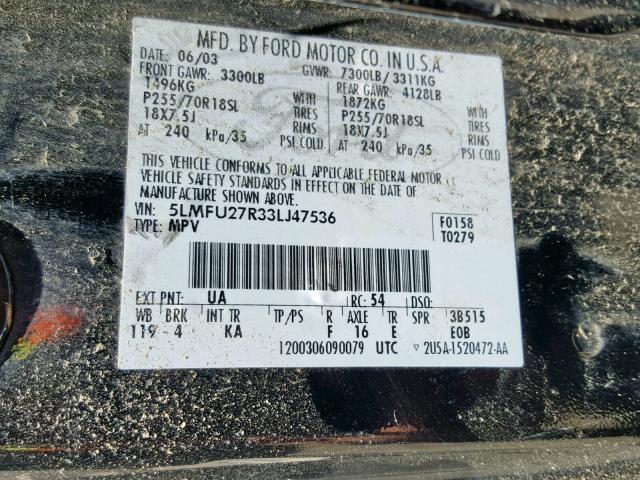 MFD. BY FORD MOTOR CO. IN U.S.A.
DATE: 06/03 GVWR: 7300LB/ 3311KG
FRONT GAWR: 3300LB REAR GAWR: 4128LB
1496KG WITH 1872KG WITH
P255/70R18SL TIRES P255/70R18SL TIRES
18X7.5J RIMS 18X7.5J RIMS
AT 240 kPa/35 PSI COLD AT 240 kPa/35 PSI COLD
THIS VEHICLE CONFORMS TO ALL APPLICABLE FEDERAL MOTOR
VEHICLE SAFETY STANDARDS IN EFFECT ON THE DATE OF
MANUFACTURE SHOWN ABOVE.
VIN: 5LMFU27R33LJ47536 F0158
TYPE: MPV T0279
EXT PNT: UA RC: 54 DSO:
WB BRK INT TR TP/PS R AXLE TR SPR 3B515
119 4 KA F 16 E EOB
1200306090079 UTC ▽ 2U5A-1520472-AA